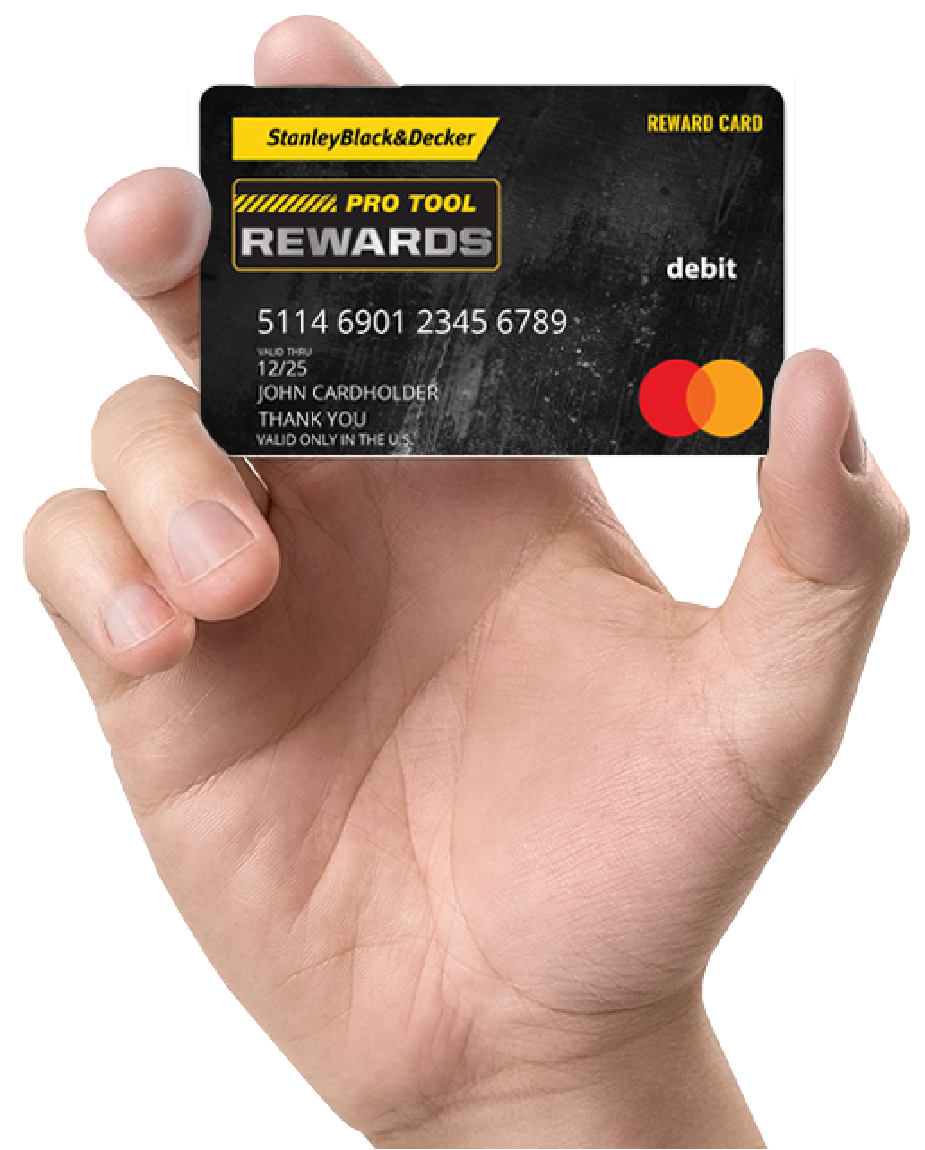 StanleyBlack&Decker
REWARD CARD
PRO TOOL
REWARDS
debit
5114 6901 2345 6789
VALID THRU
12/25
JOHN CARDHOLDER
THANK YOU
VALID ONLY IN THE U.S.